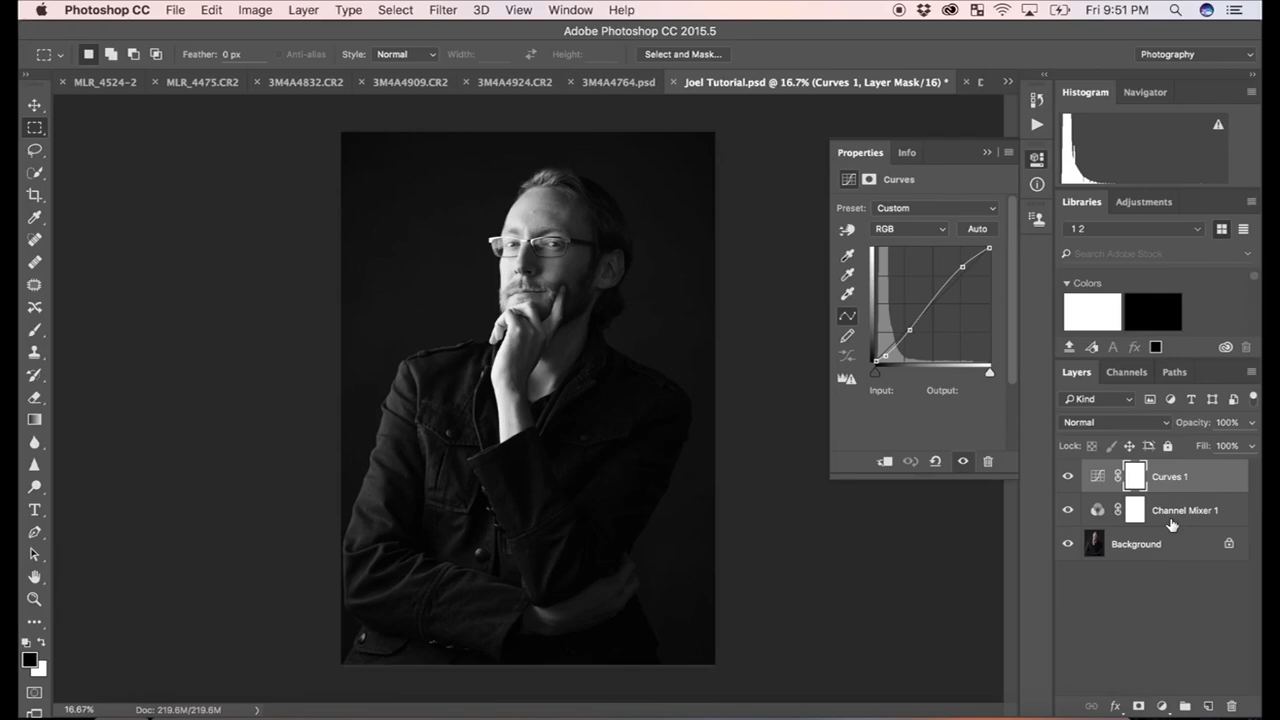 Photoshop CC File Edit Image Layer Type Select Filter 3D View Window Help Fri 9:51 PM
Adobe Photoshop CC 2015.5
Feather: 0 px Anti-alias Style: Normal Width: Height: Select and Mask... Photography
MLR_4524-2 MLR_4475.CR2 3M4A4832.CR2 3M4A4909.CR2 3M4A4924.CR2 3M4A4764.psd Joel Tutorial.psd @ 16.7% (Curves 1, Layer Mask/16) *
Histogram Navigator
Properties Info
Curves
Preset: Custom
RGB Auto
Input: Output:
Libraries Adjustments
1 2
Search Adobe Stock
Colors
Layers Channels Paths
Kind
Normal Opacity: 100%
Lock: Fill: 100%
Curves 1
Channel Mixer 1
Background
16.67% Doc: 219.6M/219.6M